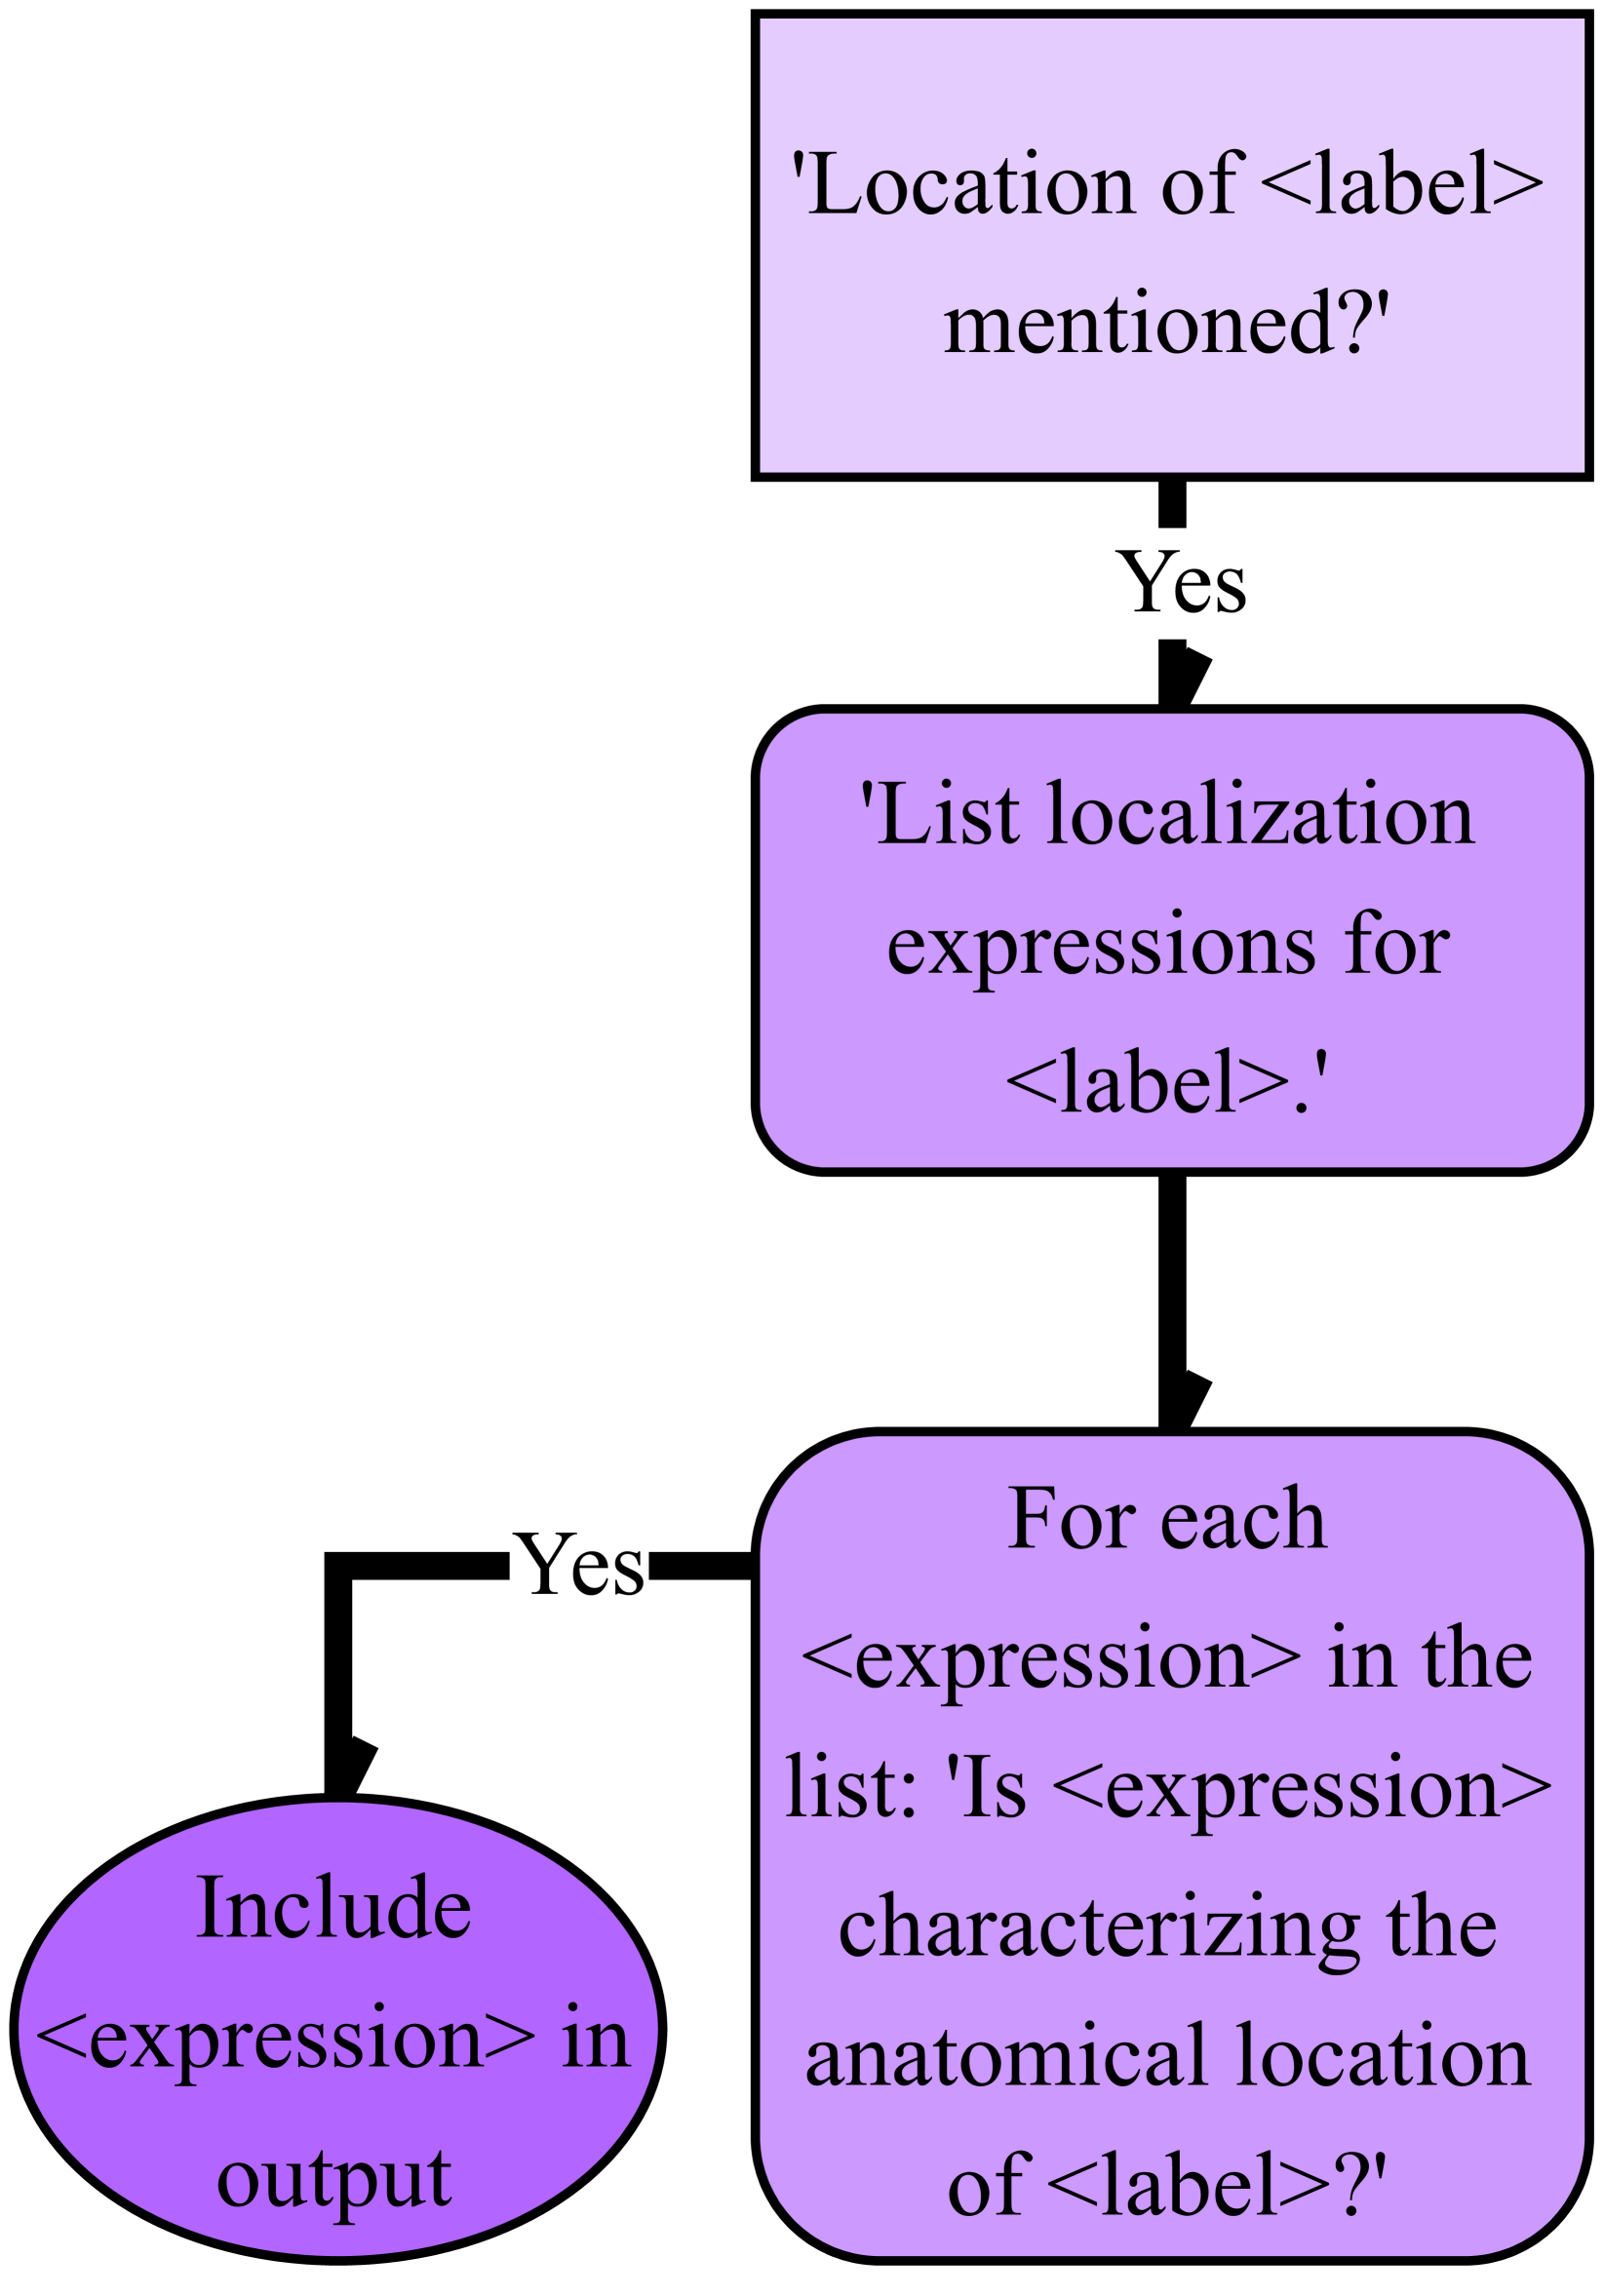 'Location of <label>
mentioned?'
Yes
'List localization
expressions for
<label>.'
For each
<expression> in the
list: 'Is <expression>
characterizing the
anatomical location
of <label>?'
Yes
Include
<expression> in
output